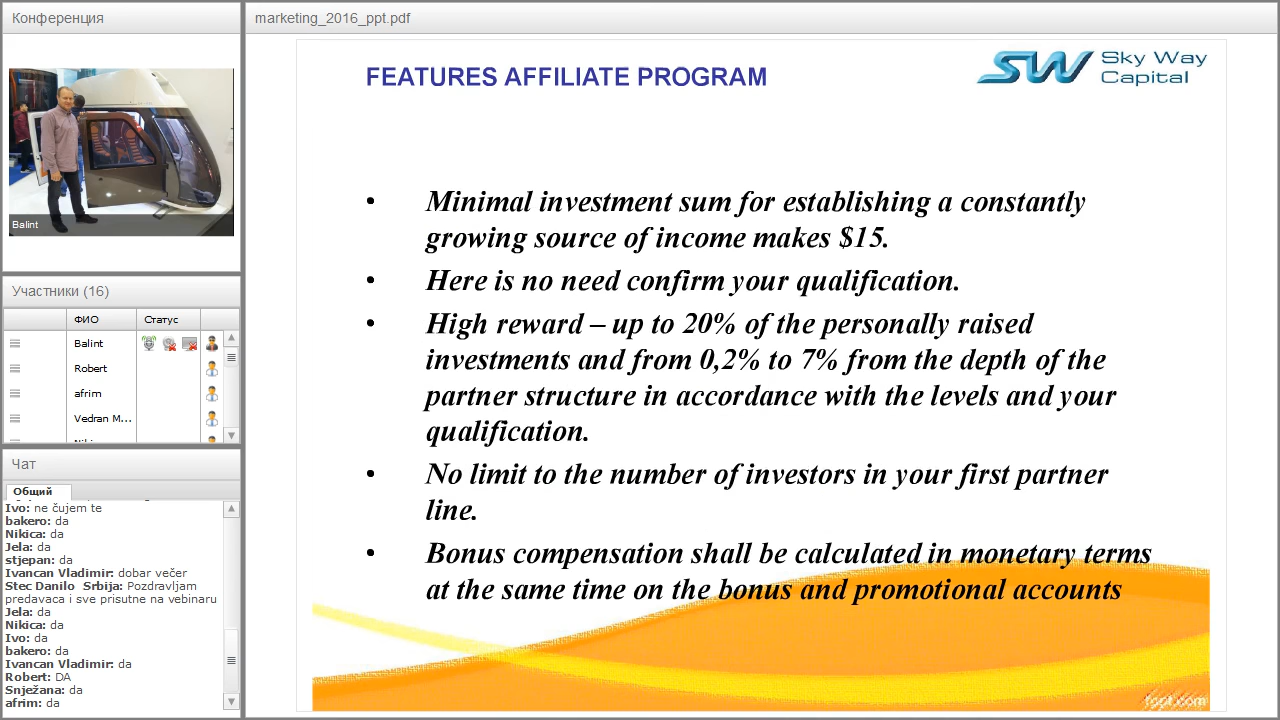 Конференция
Balint
Участники (16)
ФИО Статус
Balint
Robert
afrim
Vedran M...
Чат
Общий
Ivo: ne čujem te
bakero: da
Nikica: da
Jela: da
stjepan: da
Ivancan Vladimir: dobar večer
Stec Danilo Srbija: Pozdravljam
predavaca i sve prisutne na vebinaru
Jela: da
Nikica: da
Ivo: da
bakero: da
Ivancan Vladimir: da
Robert: DA
Snježana: da
afrim: da
marketing_2016_ppt.pdf
FEATURES AFFILIATE PROGRAM
SW Sky Way
Capital
• Minimal investment sum for establishing a constantly
growing source of income makes $15.
• Here is no need confirm your qualification.
• High reward – up to 20% of the personally raised
investments and from 0,2% to 7% from the depth of the
partner structure in accordance with the levels and your
qualification.
• No limit to the number of investors in your first partner
line.
• Bonus compensation shall be calculated in monetary terms
at the same time on the bonus and promotional accounts
fppt.com